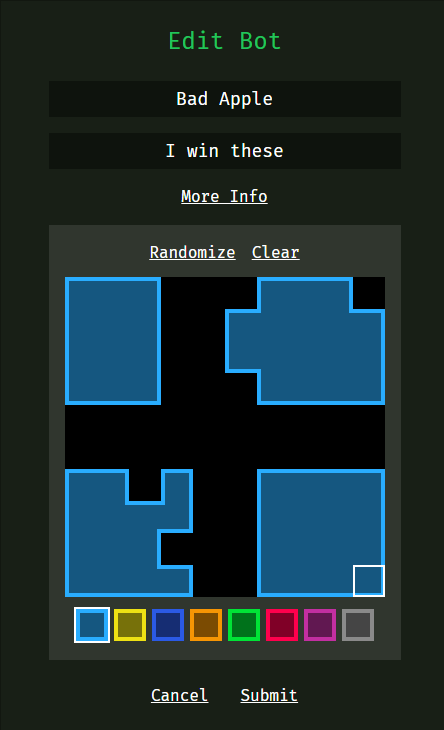 Edit Bot
Bad Apple
I win these
More Info
Randomize Clear
Cancel Submit